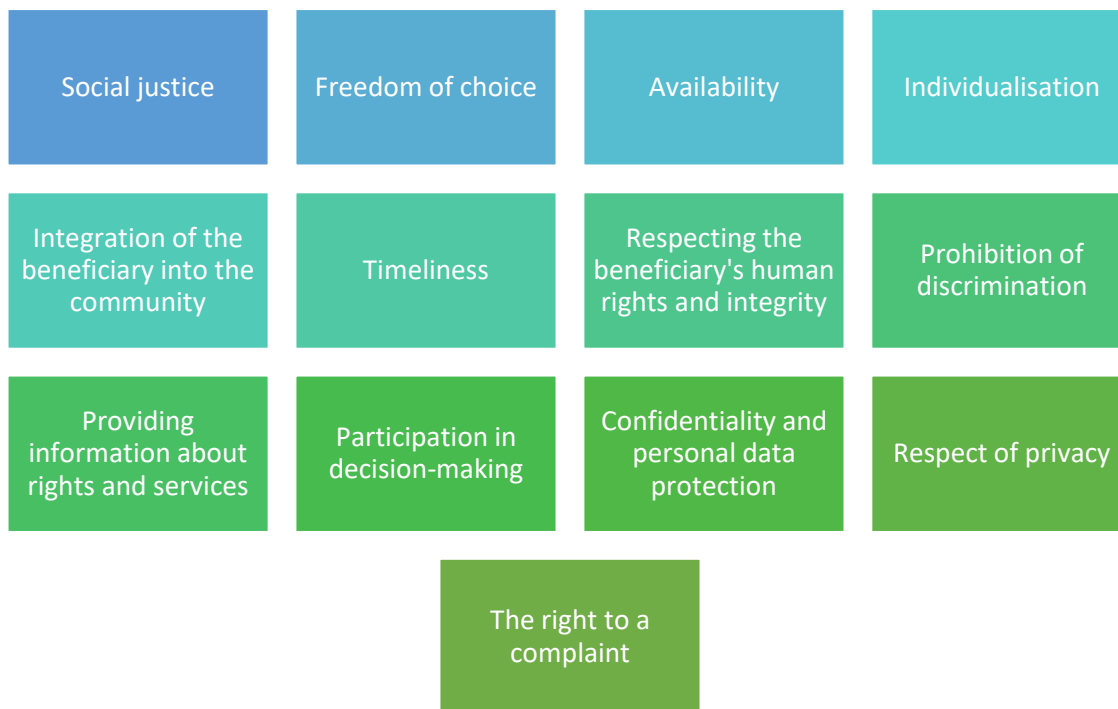 Social justice
Freedom of choice
Availability
Individualisation
Integration of the
beneficiary into the
community
Timeliness
Respecting the
beneficiary's human
rights and integrity
Prohibition of
discrimination
Providing
information about
rights and services
Participation in
decision-making
Confidentiality and
personal data
protection
Respect of privacy
The right to a
complaint